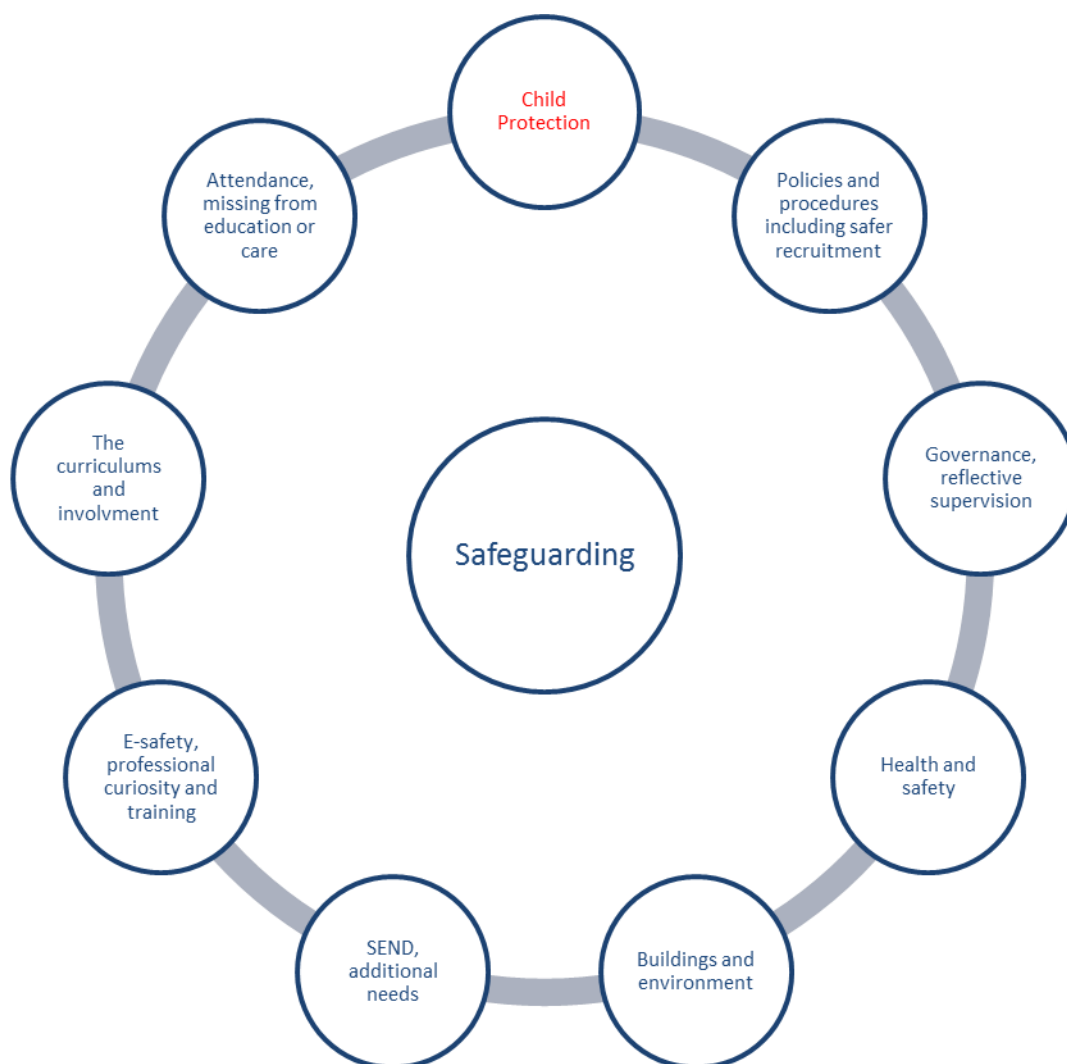 Child
Protection
Policies and
procedures
including safer
recruitment
Governance,
reflective
supervision
Health and
safety
Buildings and
environment
SEND,
additional
needs
E-safety,
professional
curiosity and
training
The
curriculums
and
involvment
Attendance,
missing from
education or
care
Safeguarding